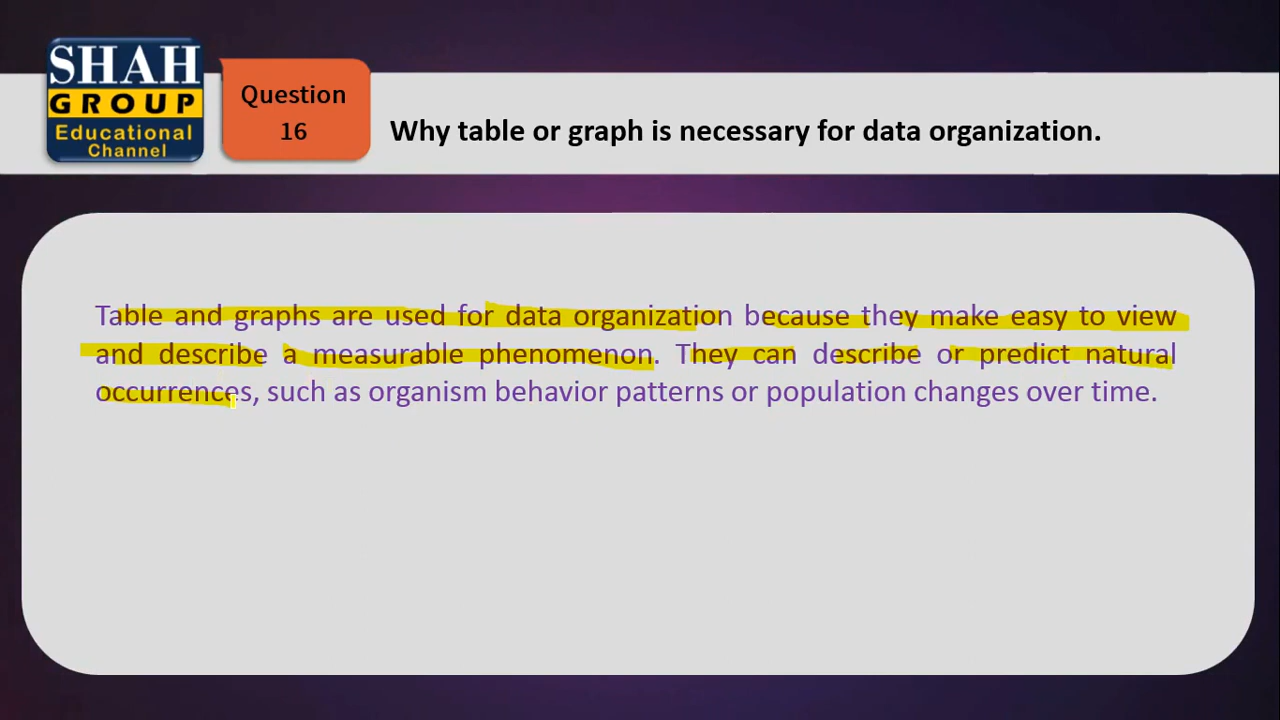 SHAH
GROUP
Educational
Channel
Question
16
Why table or graph is necessary for data organization.
Table and graphs are used for data organization because they make easy to view
and describe a measurable phenomenon. They can describe or predict natural
occurrences, such as organism behavior patterns or population changes over time.